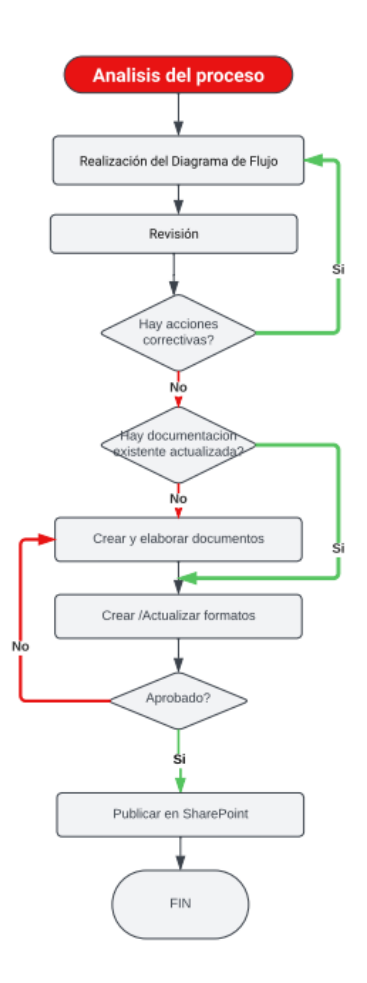 Analisis del proceso
Realización del Diagrama de Flujo
Revisión
Si
Hay acciones
correctivas?
No
Hay documentacion
existente actualizada?
No
Crear y elaborar documentos
Si
Crear /Actualizar formatos
No
Aprobado?
Si
Publicar en SharePoint
FIN